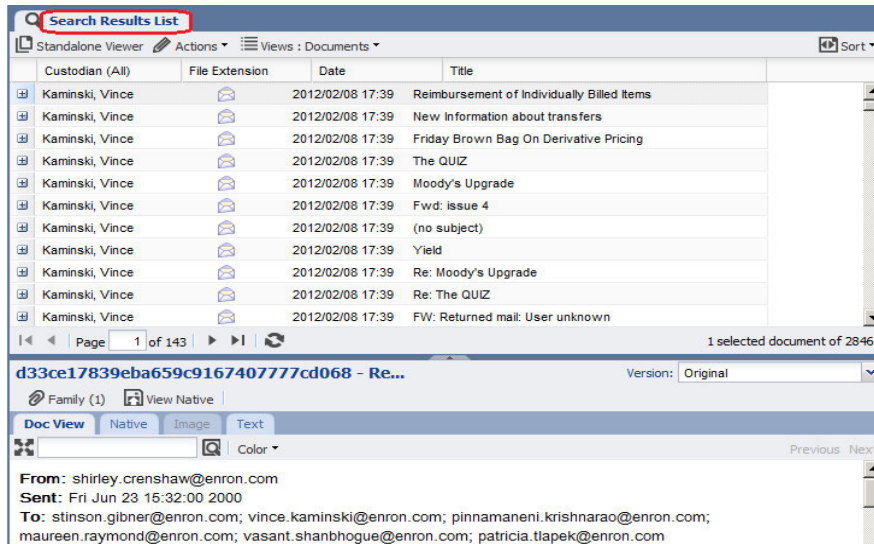 Search Results List
Standalone Viewer Actions Views : Documents Sort
Custodian (All) File Extension Date Title
Kaminski, Vince 2012/02/08 17:39 Reimbursement of Individually Billed Items
Kaminski, Vince 2012/02/08 17:39 New Information about transfers
Kaminski, Vince 2012/02/08 17:39 Friday Brown Bag On Derivative Pricing
Kaminski, Vince 2012/02/08 17:39 The QUIZ
Kaminski, Vince 2012/02/08 17:39 Moody's Upgrade
Kaminski, Vince 2012/02/08 17:39 Fwd: issue 4
Kaminski, Vince 2012/02/08 17:39 (no subject)
Kaminski, Vince 2012/02/08 17:39 Yield
Kaminski, Vince 2012/02/08 17:39 Re: Moody's Upgrade
Kaminski, Vince 2012/02/08 17:39 Re: The QUIZ
Kaminski, Vince 2012/02/08 17:39 FW: Returned mail: User unknown
Page 1 of 143 1 selected document of 2846
d33ce17839eba659c9167407777cd068 - Re... Version: Original
Family (1) View Native
Doc View Native Image Text
Color Previous Next
From: shirley.crenshaw@enron.com
Sent: Fri Jun 23 15:32:00 2000
To: stinson.gibner@enron.com; vince.kaminski@enron.com; pinnamaneni.krishnarao@enron.com;
maureen.raymond@enron.com; vasant.shanbhogue@enron.com; patricia.tlapek@enron.com